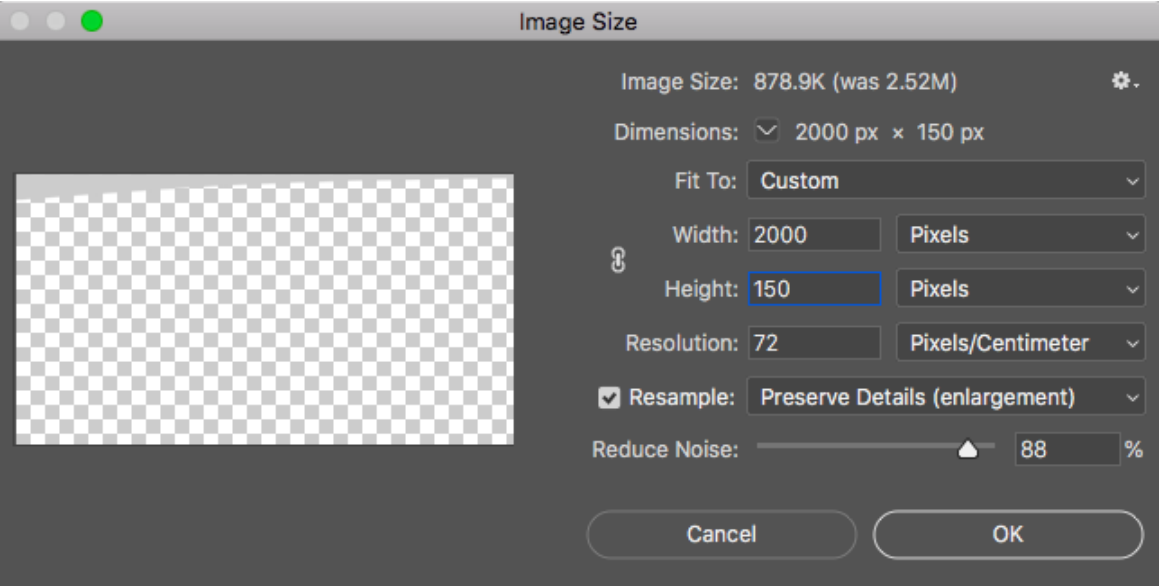 Image Size
Image Size: 878.9K (was 2.52M)
Dimensions: 2000 px × 150 px
Fit To: Custom
Width: 2000 Pixels
Height: 150 Pixels
Resolution: 72 Pixels/Centimeter
Resample: Preserve Details (enlargement)
Reduce Noise: 88 %
Cancel OK